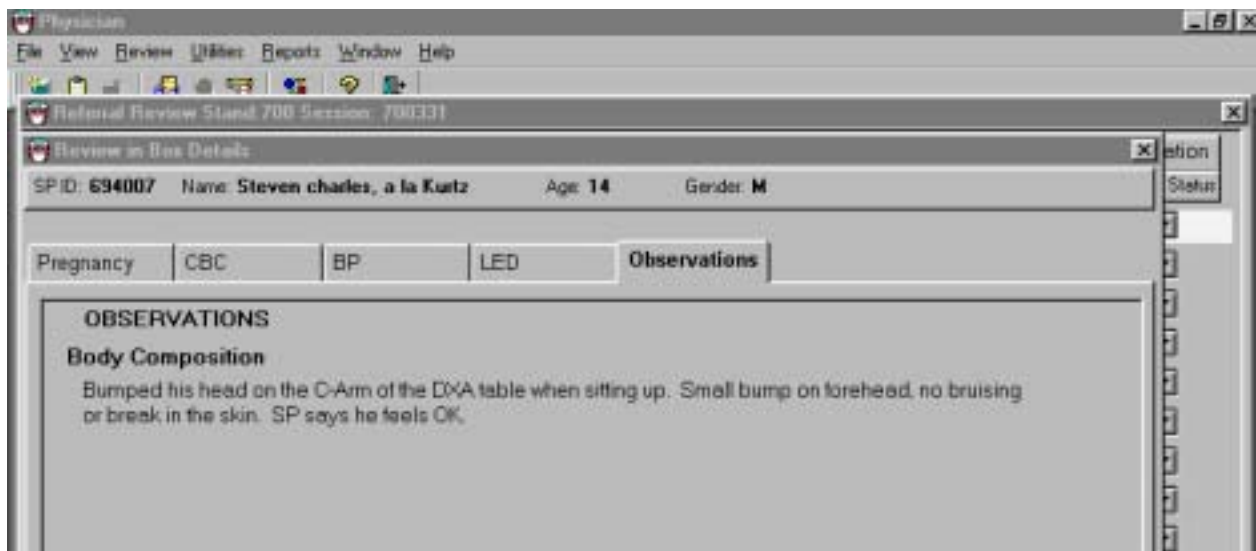 Physician
File View Review Utilities Reports Window Help
Referral Review Stand 700 Session: 700331
Review in Box Details
SP ID: 694007 Name: Steven charles, a la Kurtz Age: 14 Gender: M
etion
Status
Pregnancy CBC BP LED Observations
OBSERVATIONS
Body Composition
Bumped his head on the C-Arm of the DXA table when sitting up. Small bump on forehead, no bruising
or break in the skin. SP says he feels OK.